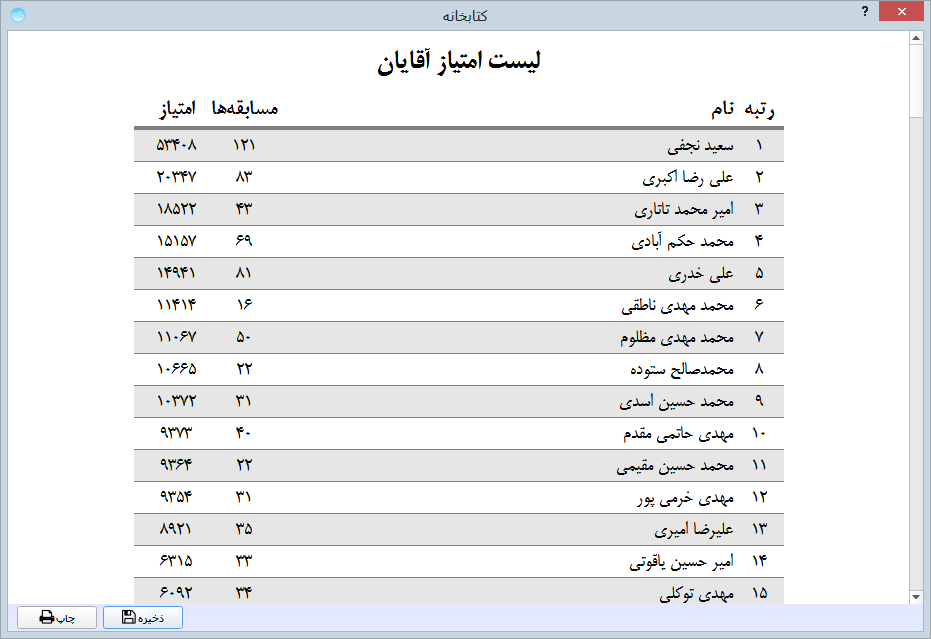 کتابخانه
?
لیست امتیاز آقایان
رتبه نام مسابقه‌ها امتیاز
۱ سعید نجفی ۱۲۱ ۵۳۴۰۸
۲ علی رضا اکبری ۸۳ ۲۰۳۴۷
۳ امیر محمد تاتاری ۴۳ ۱۸۵۲۲
۴ محمد حکم آبادی ۶۹ ۱۵۱۵۷
۵ علی خدری ۸۱ ۱۴۹۴۱
۶ محمد مهدی ناطقی ۱۶ ۱۱۴۱۴
۷ محمد مهدی مظلوم ۵۰ ۱۱۰۶۷
۸ محمدصالح ستوده ۲۲ ۱۰۶۶۵
۹ محمد حسین اسدی ۳۱ ۱۰۳۷۲
۱۰ مهدی حاتمی مقدم ۴۰ ۹۳۷۳
۱۱ محمد حسین مقیمی ۲۲ ۹۳۶۴
۱۲ مهدی خرمی پور ۳۱ ۹۳۵۴
۱۳ علیرضا امیری ۳۵ ۸۹۲۱
۱۴ امیر حسین یاقوتی ۳۳ ۶۳۱۵
۱۵ مهدی توکلی ۳۴ ۶۰۹۲
ذخیره چاپ